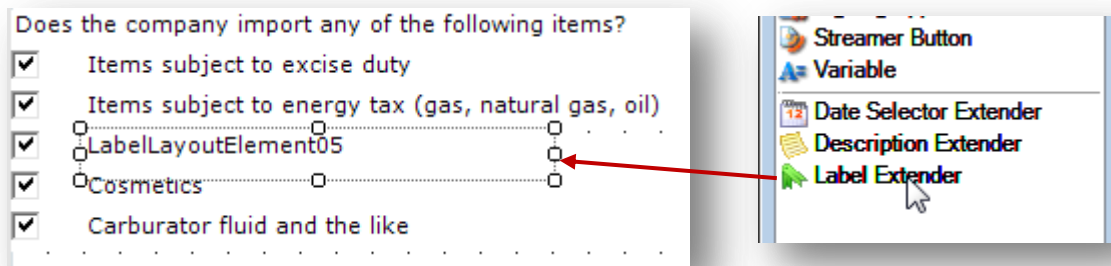 Does the company import any of the following items?
Items subject to excise duty
Items subject to energy tax (gas, natural gas, oil)
LabelLayoutElement05
Cosmetics
Carburator fluid and the like
Streamer Button
A= Variable
12 Date Selector Extender
Description Extender
Label Extender